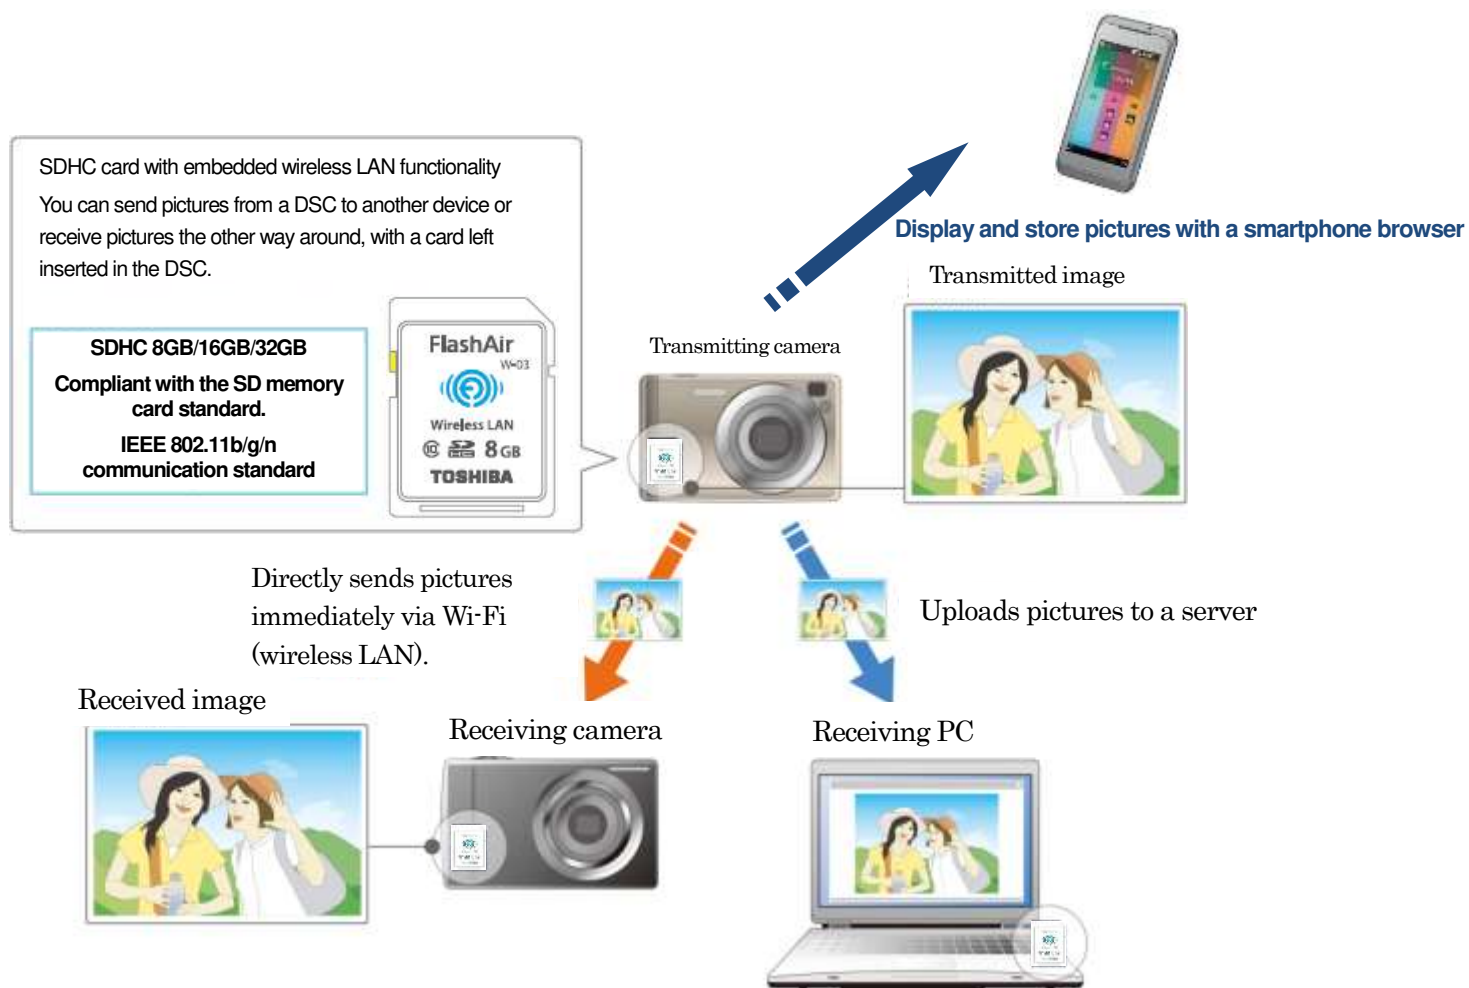 SDHC card with embedded wireless LAN functionality
You can send pictures from a DSC to another device or
receive pictures the other way around, with a card left
inserted in the DSC.
SDHC 8GB/16GB/32GB
Compliant with the SD memory
card standard.
IEEE 802.11b/g/n
communication standard
FlashAir
W-03
Wireless LAN
8GB
TOSHIBA
Display and store pictures with a smartphone browser
Transmitted image
Transmitting camera
Directly sends pictures
immediately via Wi-Fi
(wireless LAN).
Uploads pictures to a server
Received image
Receiving camera
Receiving PC